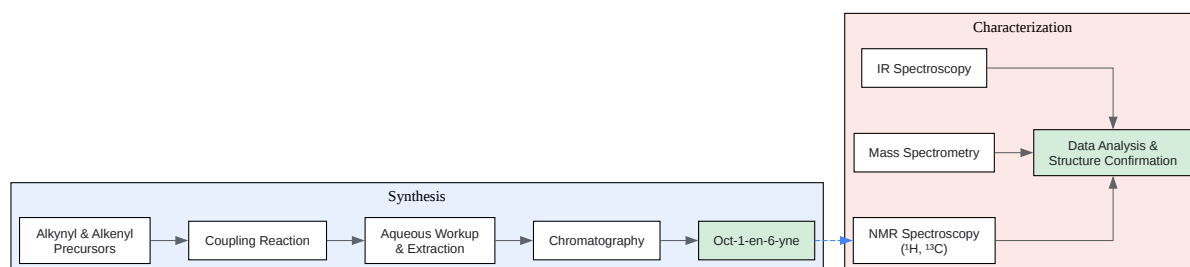 Synthesis
Alkynyl & Alkenyl
Precursors
Coupling Reaction
Aqueous Workup
& Extraction
Chromatography
Oct-1-en-6-yne
Characterization
IR Spectroscopy
Mass Spectrometry
NMR Spectroscopy
(¹H, ¹³C)
Data Analysis &
Structure Confirmation